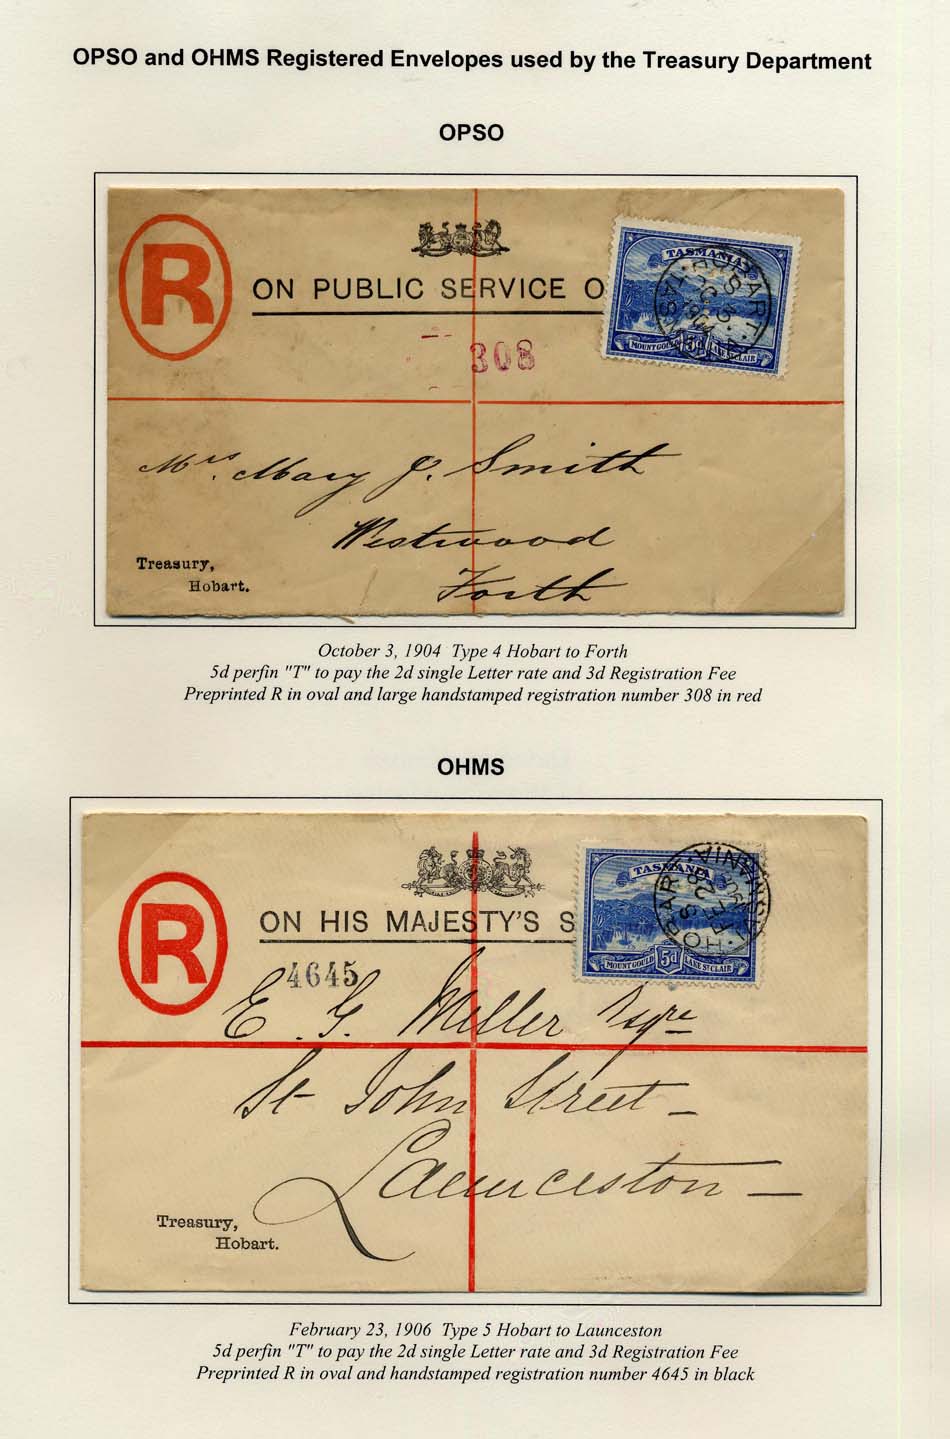 OPSO and OHMS Registered Envelopes used by the Treasury Department
OPSO
R
ON PUBLIC SERVICE O
TASMANIA
MOUNT GOULD 5d LAKE ST CLAIR
HOBART
308
Mrs. Mary J. Smith
Westwood
Forth
Treasury,
Hobart.
October 3, 1904 Type 4 Hobart to Forth
5d perfin "T" to pay the 2d single Letter rate and 3d Registration Fee
Preprinted R in oval and large handstamped registration number 308 in red
OHMS
R
ON HIS MAJESTY'S S
TASMANIA
MOUNT GOULD 5d LAKE ST CLAIR
HOBART TASMANIA
4645
E. G. Miller Esqre
St John Street
Launceston
Treasury,
Hobart.
February 23, 1906 Type 5 Hobart to Launceston
5d perfin "T" to pay the 2d single Letter rate and 3d Registration Fee
Preprinted R in oval and handstamped registration number 4645 in black